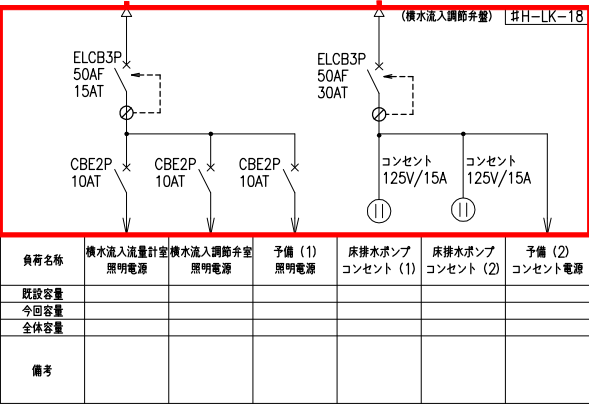 (横水流入調節弁盤) #H-LK-18
ELCB3P
50AF
15AT
ELCB3P
50AF
30AT
CBE2P
10AT
CBE2P
10AT
CBE2P
10AT
コンセント
125V/15A
コンセント
125V/15A
負荷名称
横水流入流量計室
照明電源
横水流入調節弁室
照明電源
予備(1)
照明電源
床排水ポンプ
コンセント(1)
床排水ポンプ
コンセント(2)
予備(2)
コンセント電源
既設容量
今回容量
全体容量
備考